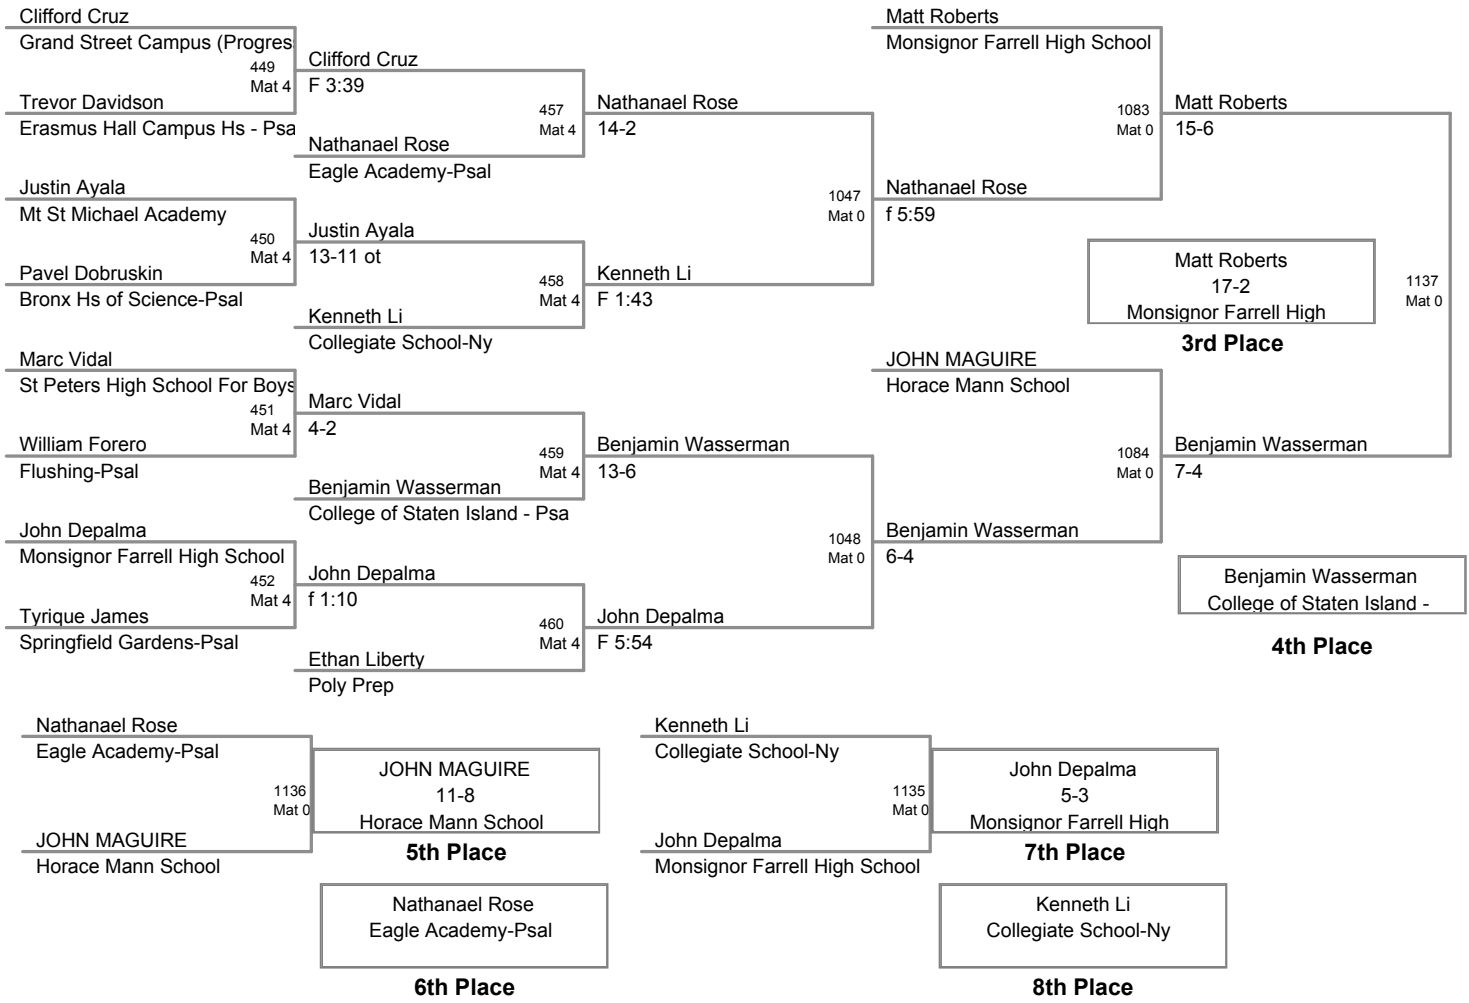 Clifford Cruz
Grand Street Campus (Progres
449
Mat 4
Trevor Davidson
Erasmus Hall Campus Hs - Psa
Justin Ayala
Mt St Michael Academy
450
Mat 4
Pavel Dobruskin
Bronx Hs of Science-Psal
Marc Vidal
St Peters High School For Boys
451
Mat 4
William Forero
Flushing-Psal
John Depalma
Monsignor Farrell High School
452
Mat 4
Tyrique James
Springfield Gardens-Psal
Clifford Cruz
F 3:39
457
Mat 4
Nathanael Rose
Eagle Academy-Psal
Justin Ayala
13-11 ot
458
Mat 4
Kenneth Li
Collegiate School-Ny
Marc Vidal
4-2
459
Mat 4
Benjamin Wasserman
College of Staten Island - Psa
John Depalma
f 1:10
460
Mat 4
Ethan Liberty
Poly Prep
Nathanael Rose
14-2
1047
Mat 0
Kenneth Li
F 1:43
Benjamin Wasserman
13-6
1048
Mat 0
John Depalma
F 5:54
Matt Roberts
Monsignor Farrell High School
1083
Mat 0
Nathanael Rose
f 5:59
JOHN MAGUIRE
Horace Mann School
1084
Mat 0
Benjamin Wasserman
6-4
Matt Roberts
15-6
1137
Mat 0
Benjamin Wasserman
7-4
Matt Roberts
17-2
Monsignor Farrell High
3rd Place
Benjamin Wasserman
College of Staten Island -
4th Place
Nathanael Rose
Eagle Academy-Psal
1136
Mat 0
JOHN MAGUIRE
Horace Mann School
JOHN MAGUIRE
11-8
Horace Mann School
5th Place
Nathanael Rose
Eagle Academy-Psal
6th Place
Kenneth Li
Collegiate School-Ny
1135
Mat 0
John Depalma
Monsignor Farrell High School
John Depalma
5-3
Monsignor Farrell High
7th Place
Kenneth Li
Collegiate School-Ny
8th Place